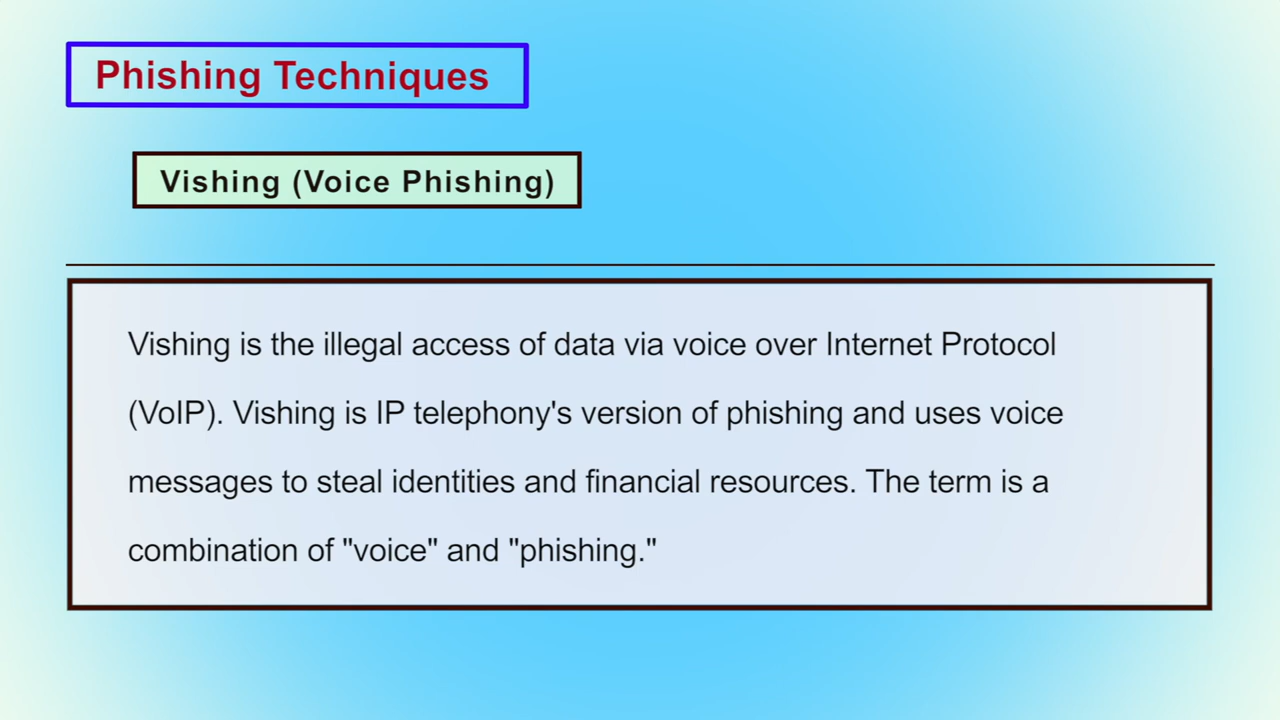 Phishing Techniques
Vishing (Voice Phishing)
Vishing is the illegal access of data via voice over Internet Protocol
(VoIP). Vishing is IP telephony's version of phishing and uses voice
messages to steal identities and financial resources. The term is a
combination of "voice" and "phishing."